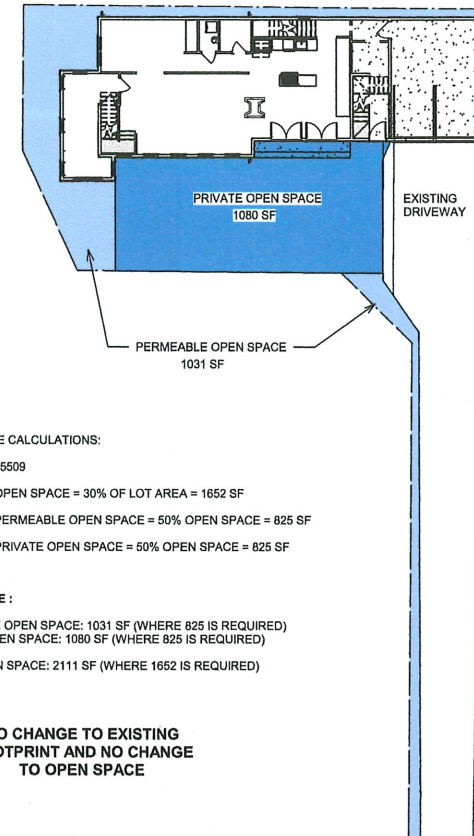 PRIVATE OPEN SPACE
1080 SF
EXISTING
DRIVEWAY
PERMEABLE OPEN SPACE
1031 SF
CALCULATIONS:
5509
OPEN SPACE = 30% OF LOT AREA = 1652 SF
PERMEABLE OPEN SPACE = 50% OPEN SPACE = 825 SF
PRIVATE OPEN SPACE = 50% OPEN SPACE = 825 SF
E :
OPEN SPACE: 1031 SF (WHERE 825 IS REQUIRED)
EN SPACE: 1080 SF (WHERE 825 IS REQUIRED)
N SPACE: 2111 SF (WHERE 1652 IS REQUIRED)
O CHANGE TO EXISTING
OTPRINT AND NO CHANGE
TO OPEN SPACE